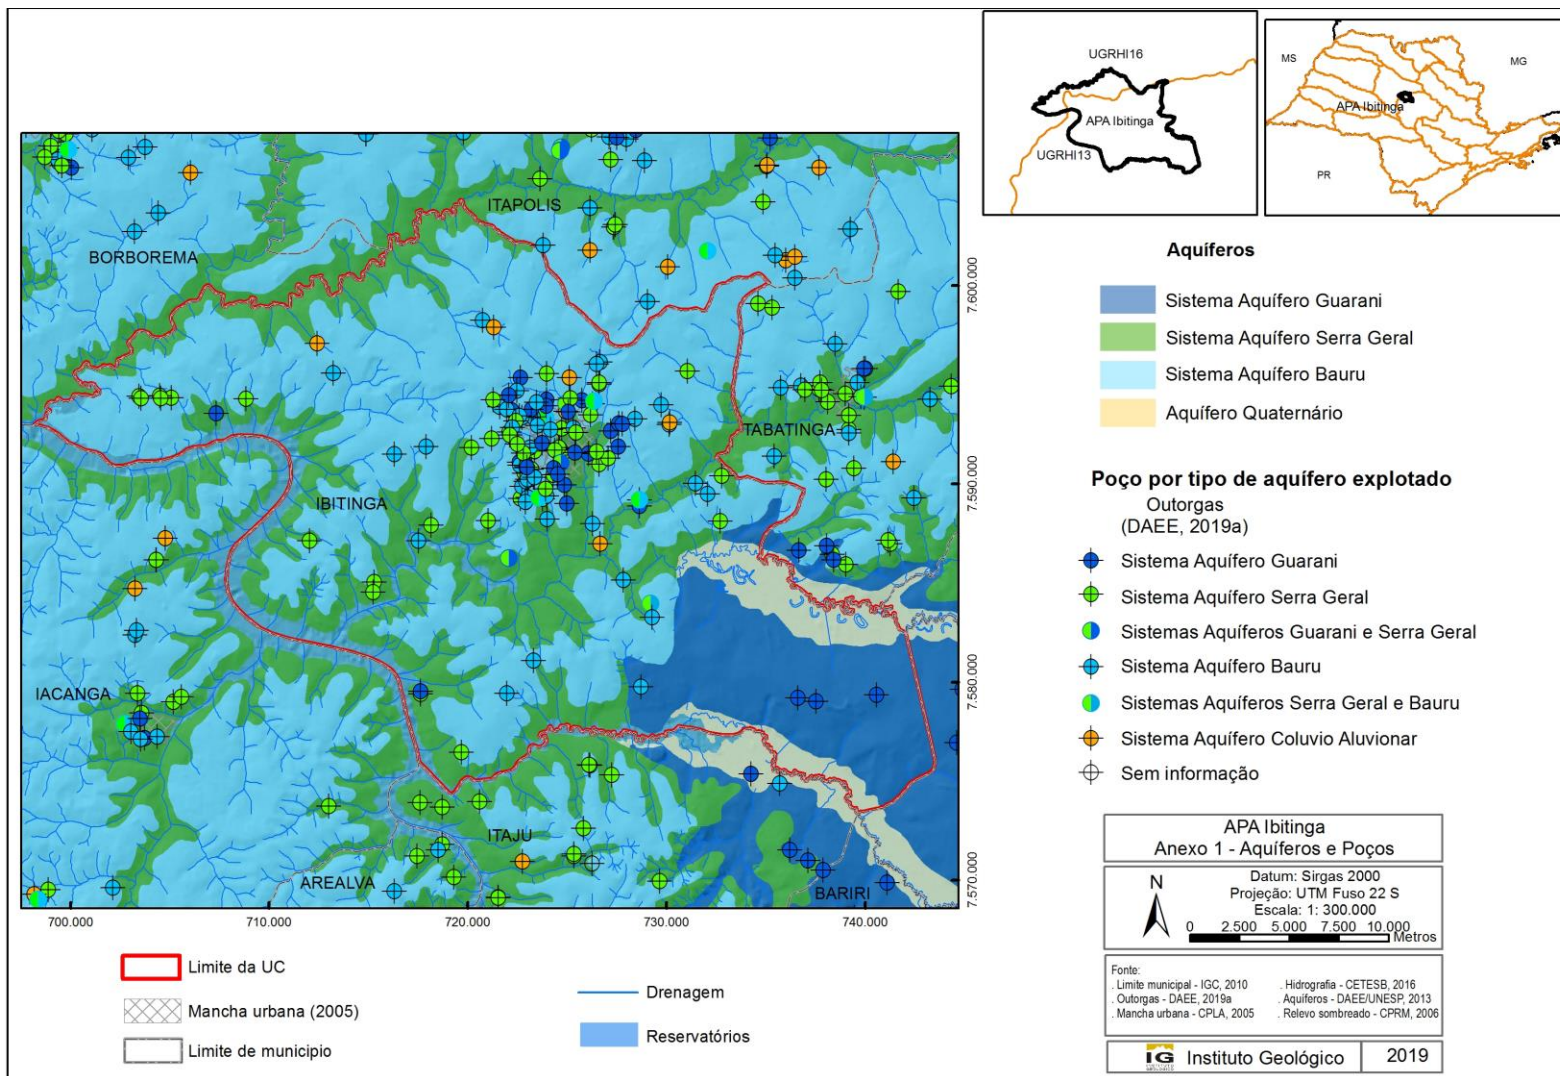 UGRHI16
APA Ibitinga
UGRHI13
MS
MG
APA Ibitinga
PR
ITAPOLIS
BORBOREMA
TABATINGA
IBITINGA
IACANGA
ITAJU
AREALVA
BARIRI
7.600.000
7.590.000
7.580.000
7.570.000
700.000
710.000
720.000
730.000
740.000
Aquíferos
Sistema Aquífero Guarani
Sistema Aquífero Serra Geral
Sistema Aquífero Bauru
Aquífero Quaternário
Poço por tipo de aquífero explotado
Outorgas
(DAEE, 2019a)
Sistema Aquífero Guarani
Sistema Aquífero Serra Geral
Sistemas Aquíferos Guarani e Serra Geral
Sistema Aquífero Bauru
Sistemas Aquíferos Serra Geral e Bauru
Sistema Aquífero Coluvio Aluvionar
Sem informação
Limite da UC
Mancha urbana (2005)
Limite de municipio
Drenagem
Reservatórios
APA Ibitinga
Anexo 1 - Aquíferos e Poços
N
Datum: Sirgas 2000
Projeção: UTM Fuso 22 S
Escala: 1: 300.000
0 2.500 5.000 7.500 10.000
Metros
Fonte:
. Limite municipal - IGC, 2010
. Outorgas - DAEE, 2019a
. Mancha urbana - CPLA, 2005
. Hidrografia - CETESB, 2016
. Aquíferos - DAEE/UNESP, 2013
. Relevo sombreado - CPRM, 2006
IG Instituto Geológico 2019